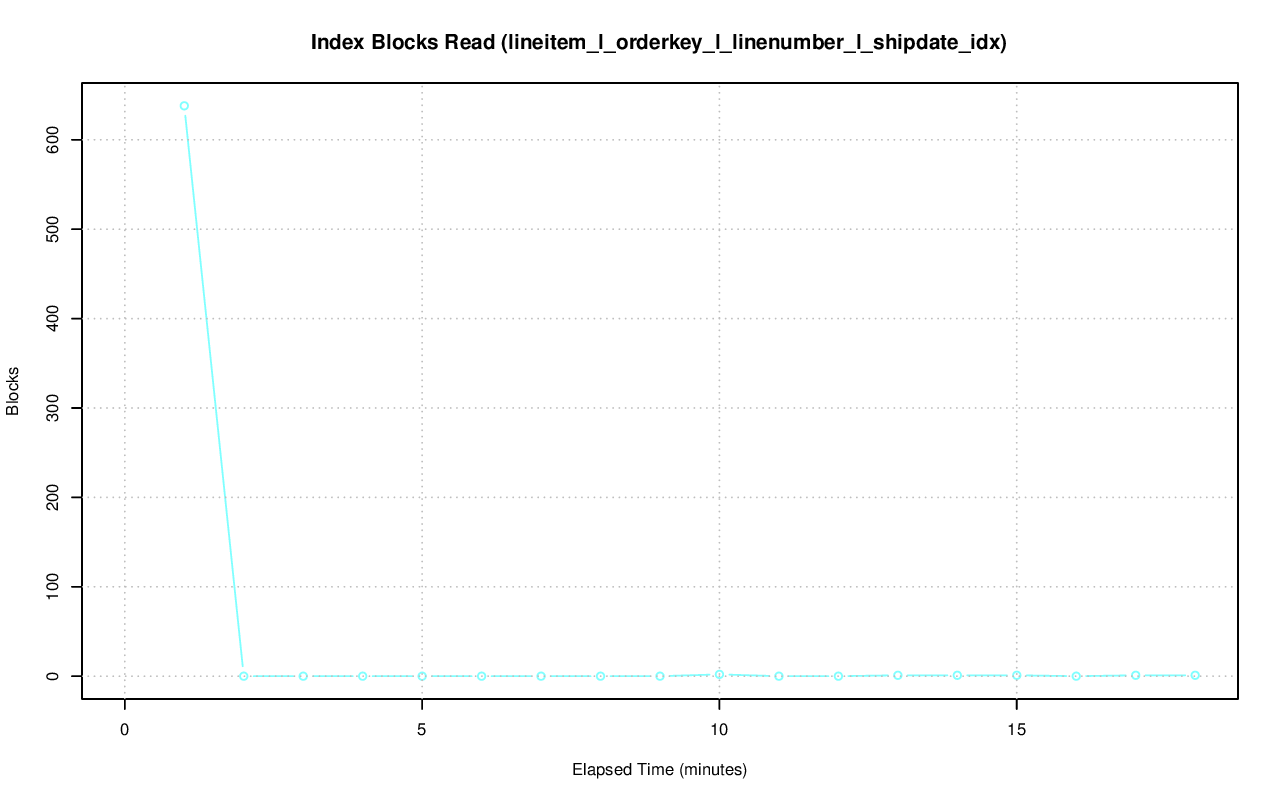 Index Blocks Read (lineitem_l_orderkey_l_linenumber_l_shipdate_idx)
Blocks
600
500
400
300
200
100
0
0 5 10 15
Elapsed Time (minutes)